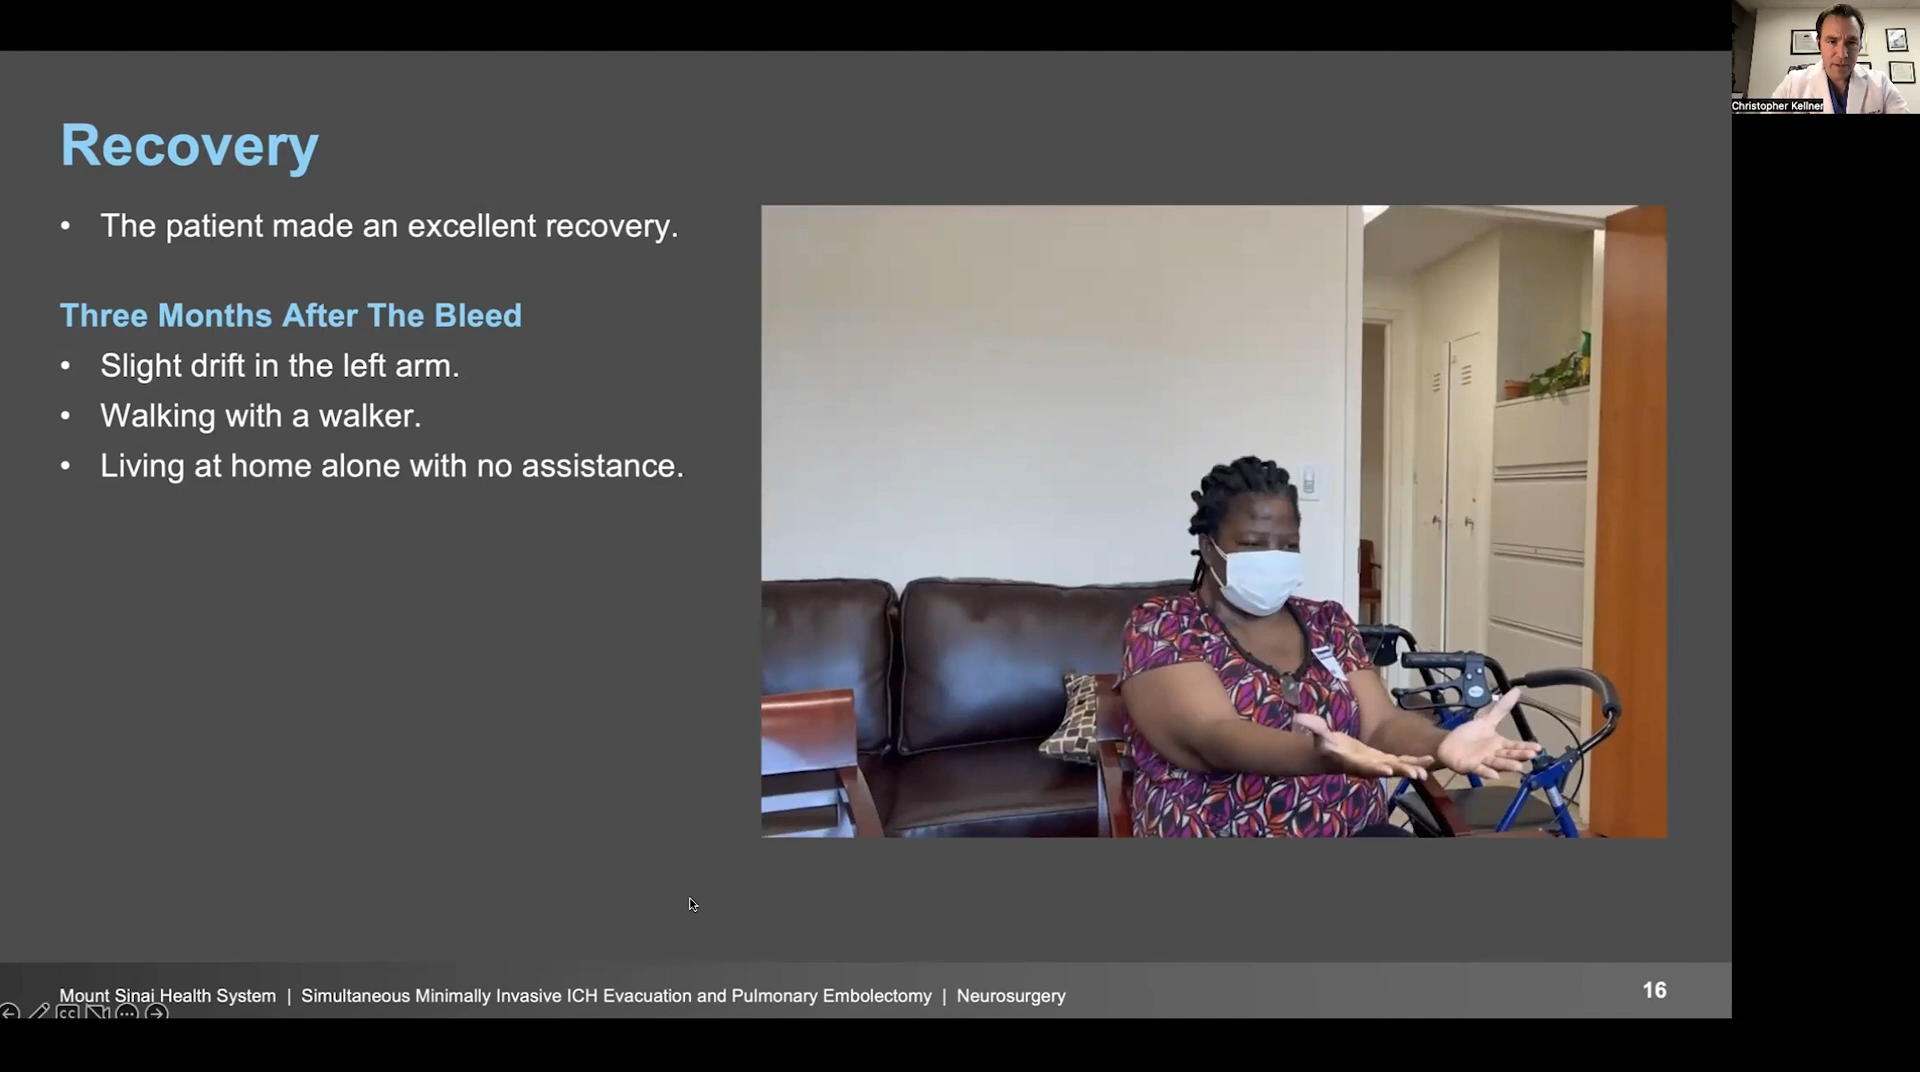 Christopher Kellner
Recovery
• The patient made an excellent recovery.
Three Months After The Bleed
• Slight drift in the left arm.
• Walking with a walker.
• Living at home alone with no assistance.
Mount Sinai Health System | Simultaneous Minimally Invasive ICH Evacuation and Pulmonary Embolectomy | Neurosurgery
16
CC